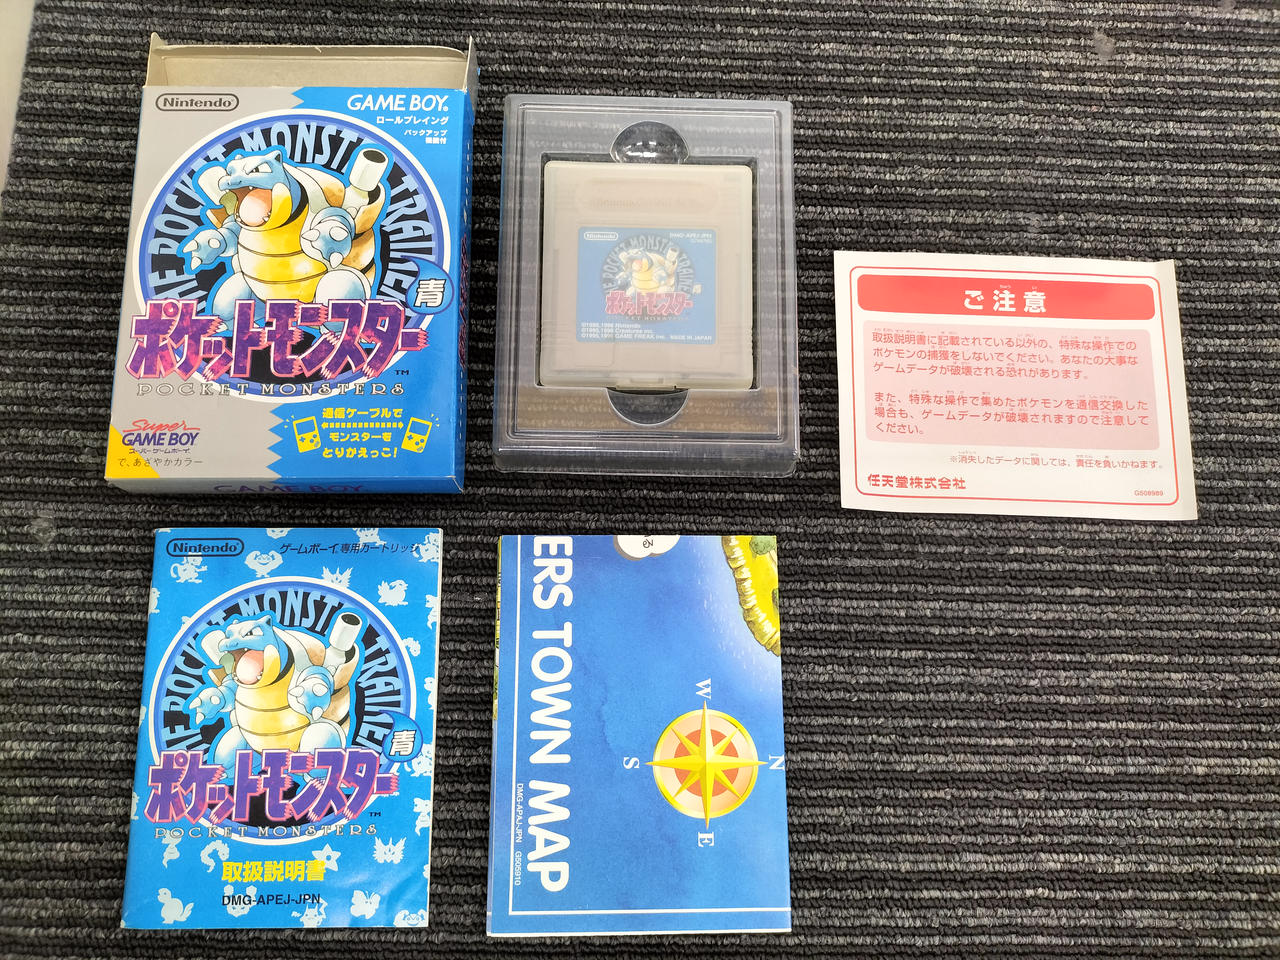 Nintendo
GAME BOY
ロールプレイング
バックアップ
機能付
THE POCKET MONSTER TRAINER
青
ポケットモンスター
TM
POCKET MONSTERS
Super
GAME BOY
スーパーゲームボーイ
で、あざやかカラー
通信ケーブルで
モンスターを
とりかえっこ!
GAME BOY
Nintendo
DMG-APEJ-JPN
ポケットモンスター
POCKET MONSTERS
©1995,1996 Nintendo
©1995,1996 Creatures inc.
©1995,1996 GAME FREAK inc. MADE IN JAPAN
ご注意
ちゅう い
取扱説明書に記載されている以外の、特殊な操作での
ポケモンの捕獲をしないでください。あなたの大事な
ゲームデータが破壊される恐れがあります。
また、特殊な操作で集めたポケモンを通信交換した
場合も、ゲームデータが破壊されますので注意して
ください。
※消失したデータに関しては、責任を負いかねます。
任天堂株式会社
G508989
Nintendo
ゲームボーイ専用カートリッジ
青
ポケットモンスター
TM
POCKET MONSTERS
取扱説明書
DMG-APEJ-JPN
ERS TOWN MAP
DMG-APAJ-JPN G505910
W
N
S
E